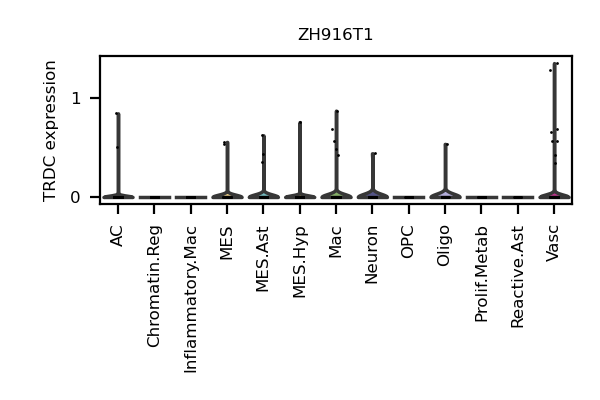 ZH916T1
TRDC expression
1
0
AC
Chromatin.Reg
Inflammatory.Mac
MES
MES.Ast
MES.Hyp
Mac
Neuron
OPC
Oligo
Prolif.Metab
Reactive.Ast
Vasc